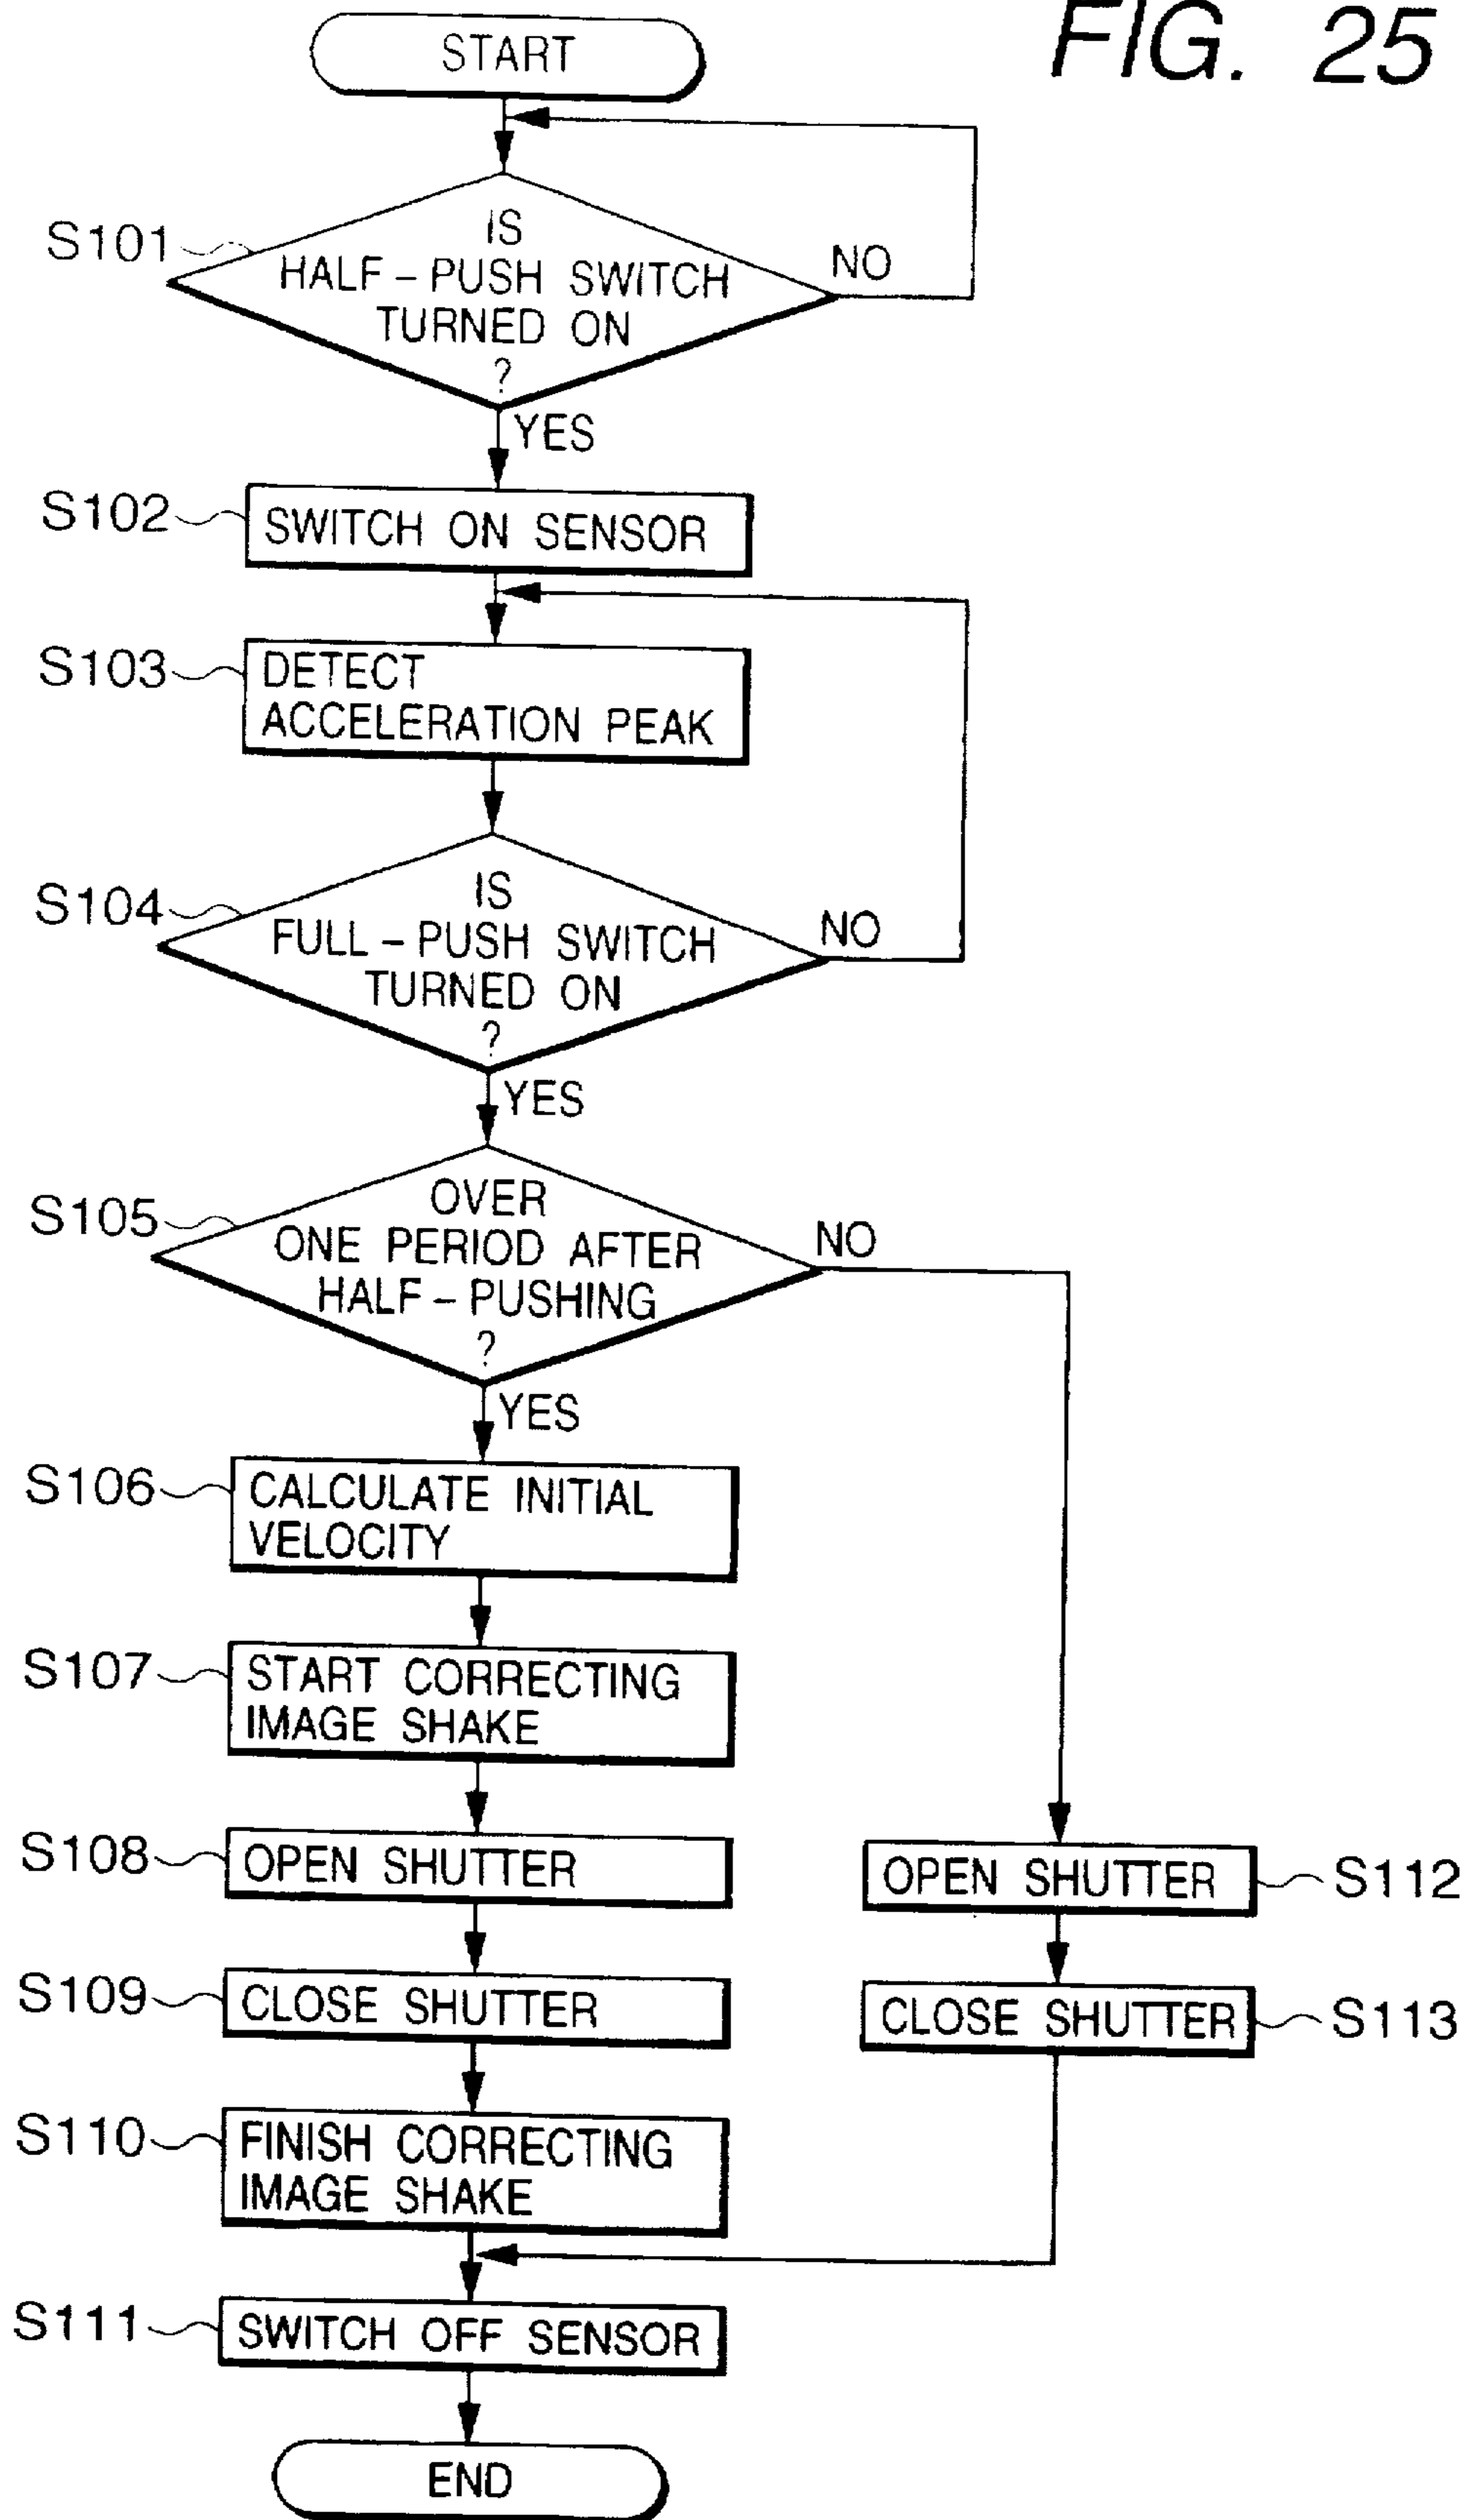 FIG. 25
START
S101
IS
HALF-PUSH SWITCH
TURNED ON
?
NO
YES
S102
SWITCH ON SENSOR
S103
DETECT
ACCELERATION PEAK
S104
IS
FULL-PUSH SWITCH
TURNED ON
?
NO
YES
S105
OVER
ONE PERIOD AFTER
HALF-PUSHING
?
NO
YES
S106
CALCULATE INITIAL
VELOCITY
S107
START CORRECTING
IMAGE SHAKE
S108
OPEN SHUTTER
OPEN SHUTTER
S112
S109
CLOSE SHUTTER
CLOSE SHUTTER
S113
S110
FINISH CORRECTING
IMAGE SHAKE
S111
SWITCH OFF SENSOR
END